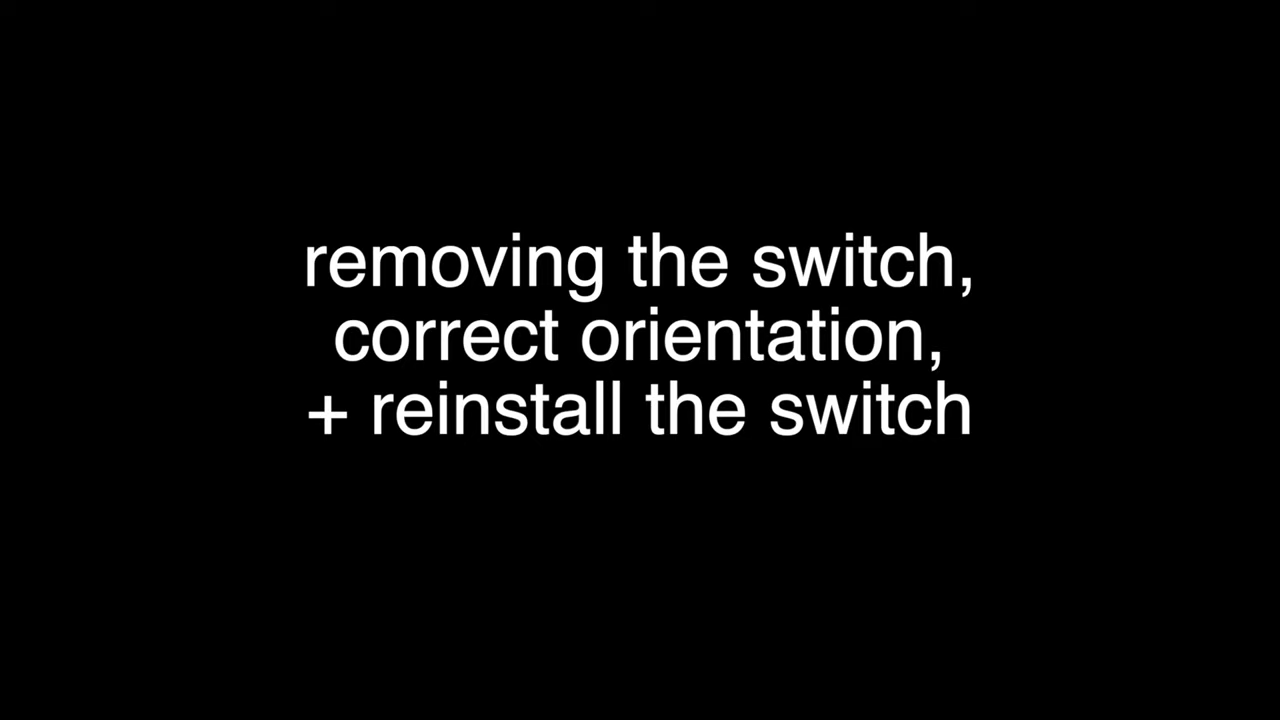 removing the switch,
correct orientation,
+ reinstall the switch